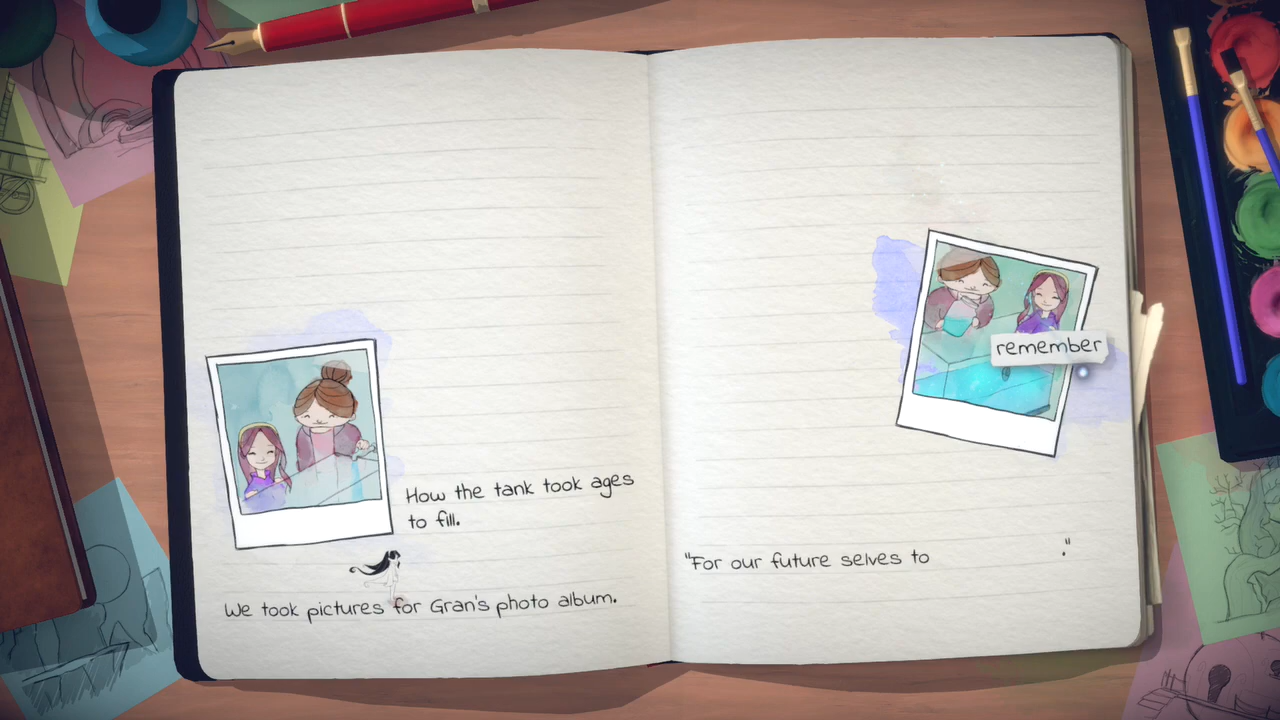 How the tank took ages
to fill.
We took pictures for Gran's photo album.
remember
"For our future selves to ."